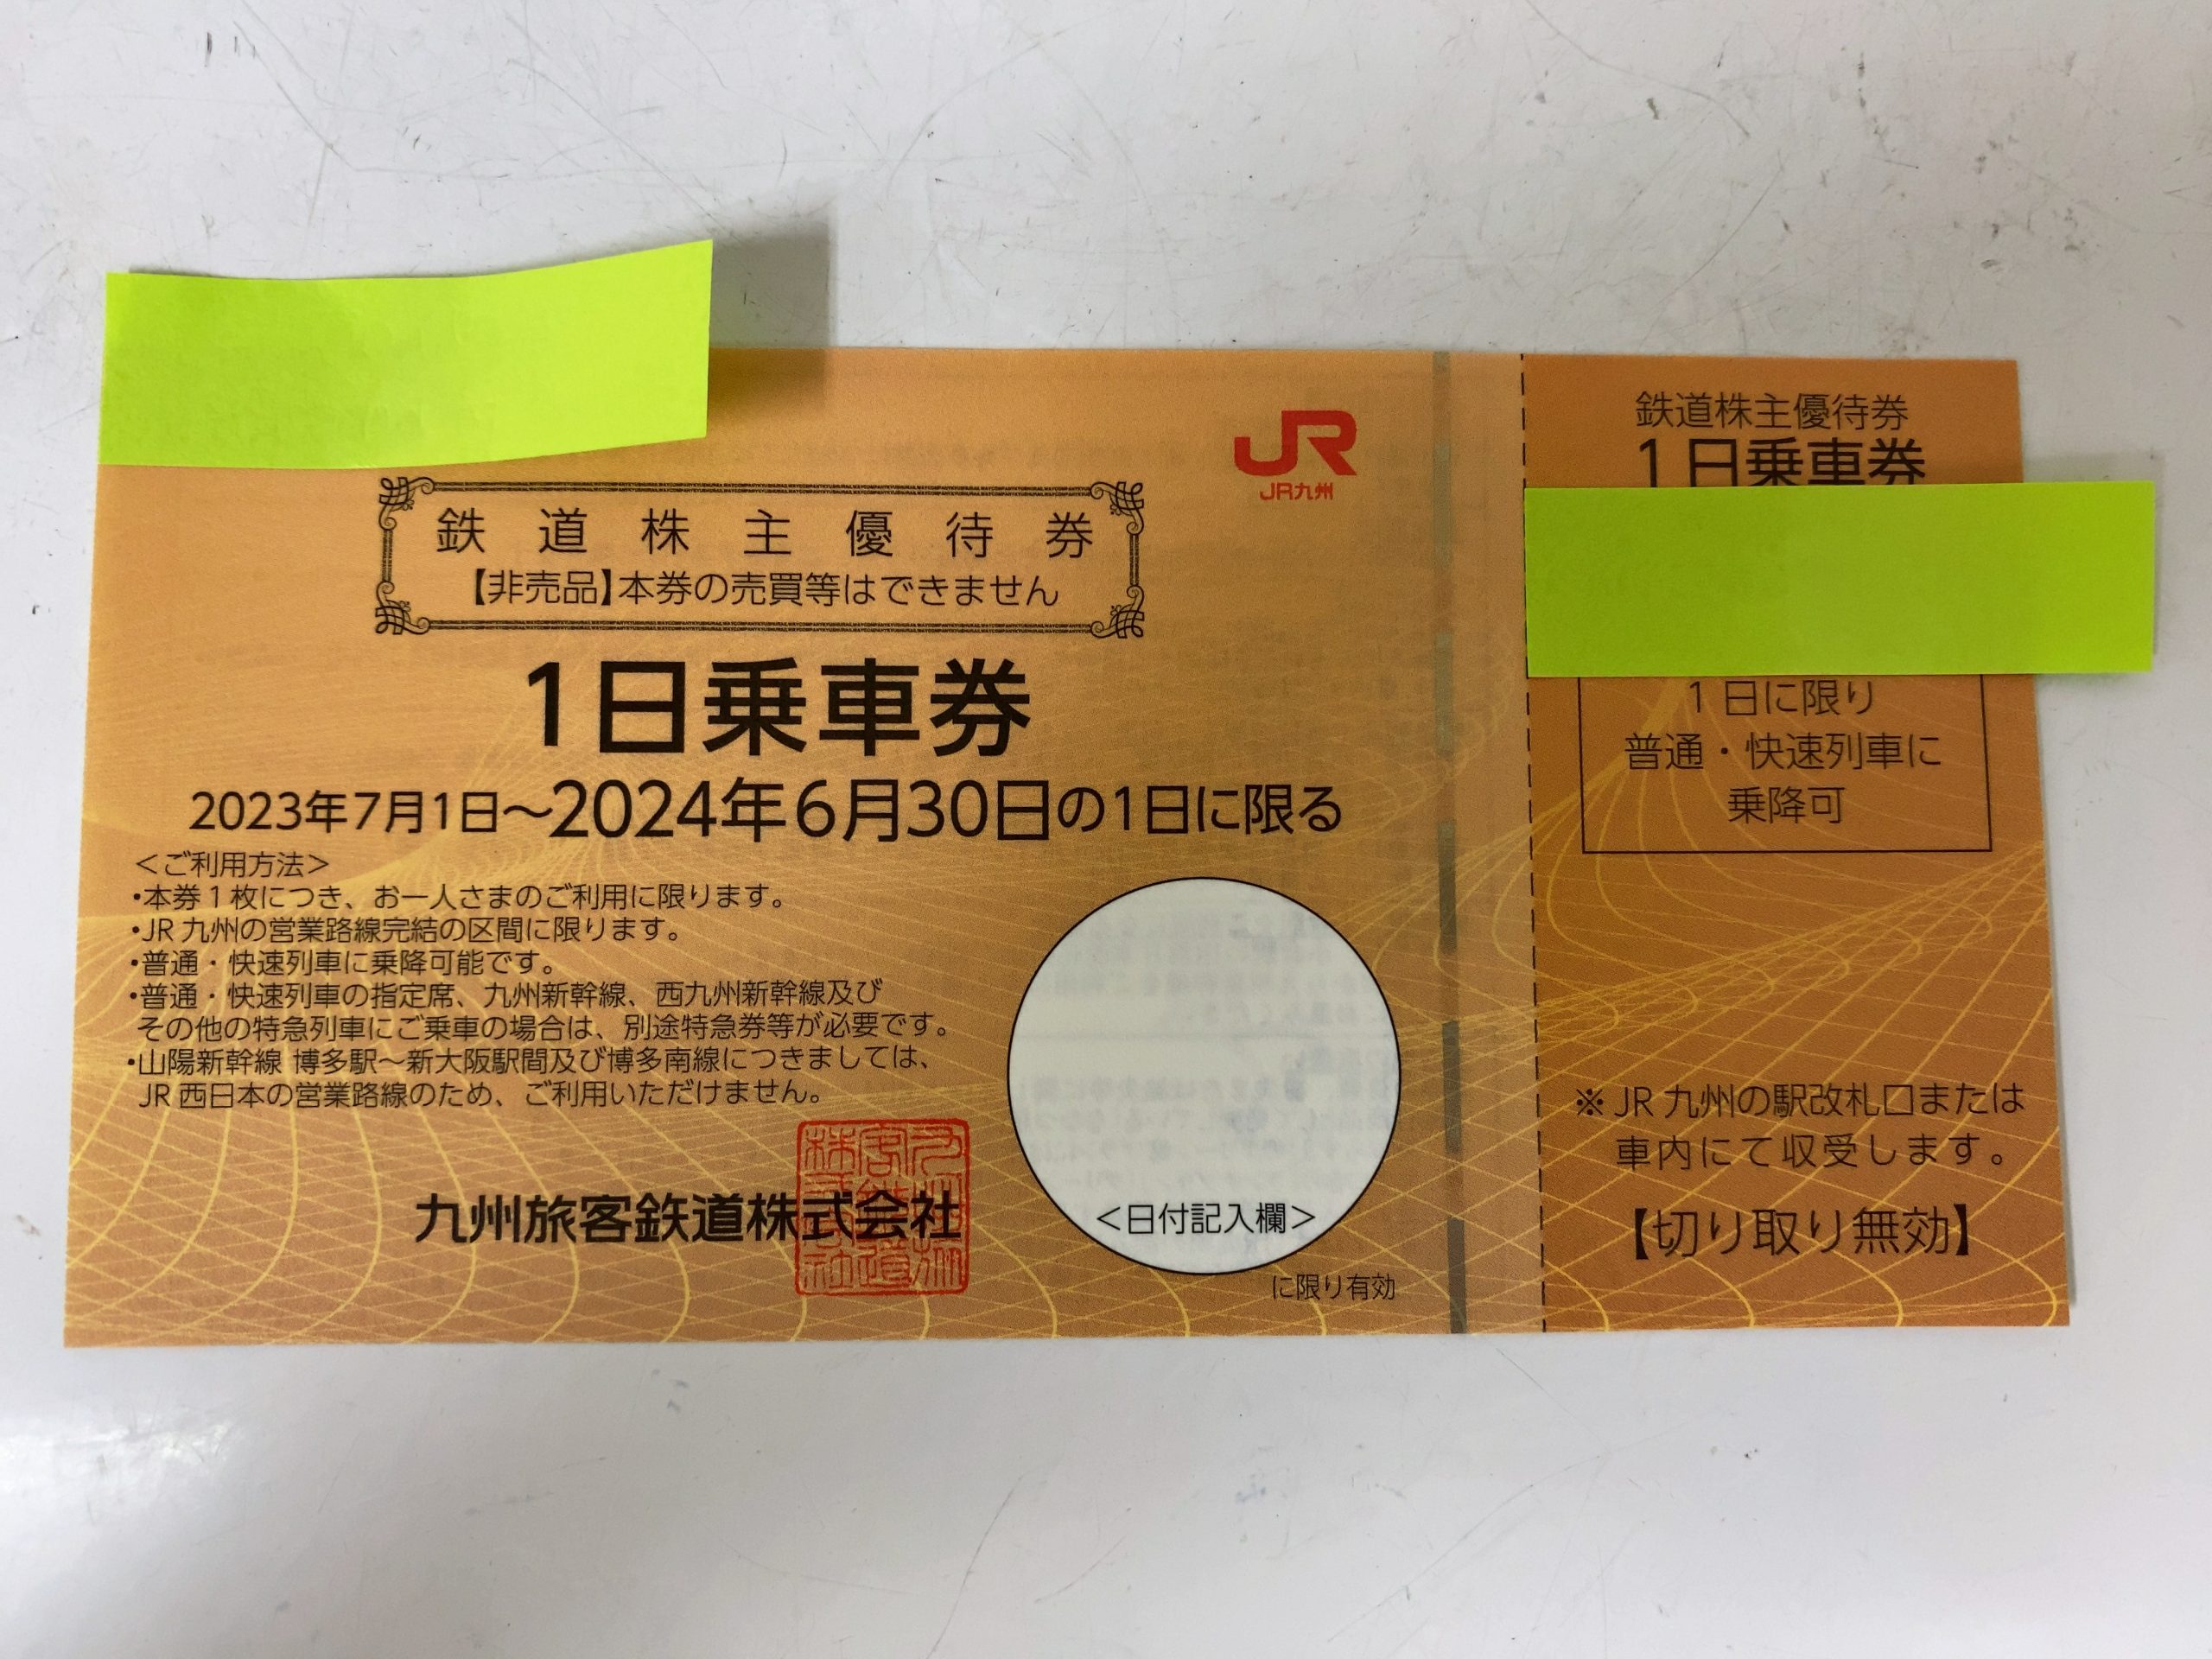 JR
JR九州
鉄道株主優待券
【非売品】本券の売買等はできません
1日乗車券
2023年7月1日～2024年6月30日の1日に限る
＜ご利用方法＞
・本券1枚につき、お一人さまのご利用に限ります。
・JR九州の営業路線完結の区間に限ります。
・普通・快速列車に乗降可能です。
・普通・快速列車の指定席、九州新幹線、西九州新幹線及び
その他の特急列車にご乗車の場合は、別途特急券等が必要です。
・山陽新幹線 博多駅～新大阪駅間及び博多南線につきましては、
JR西日本の営業路線のため、ご利用いただけません。
九州旅客鉄道株式会社
九州旅客鉄道株式会社
＜日付記入欄＞
に限り有効
鉄道株主優待券
1日乗車券
1日に限り
普通・快速列車に
乗降可
※JR九州の駅改札口または
車内にて収受します。
【切り取り無効】